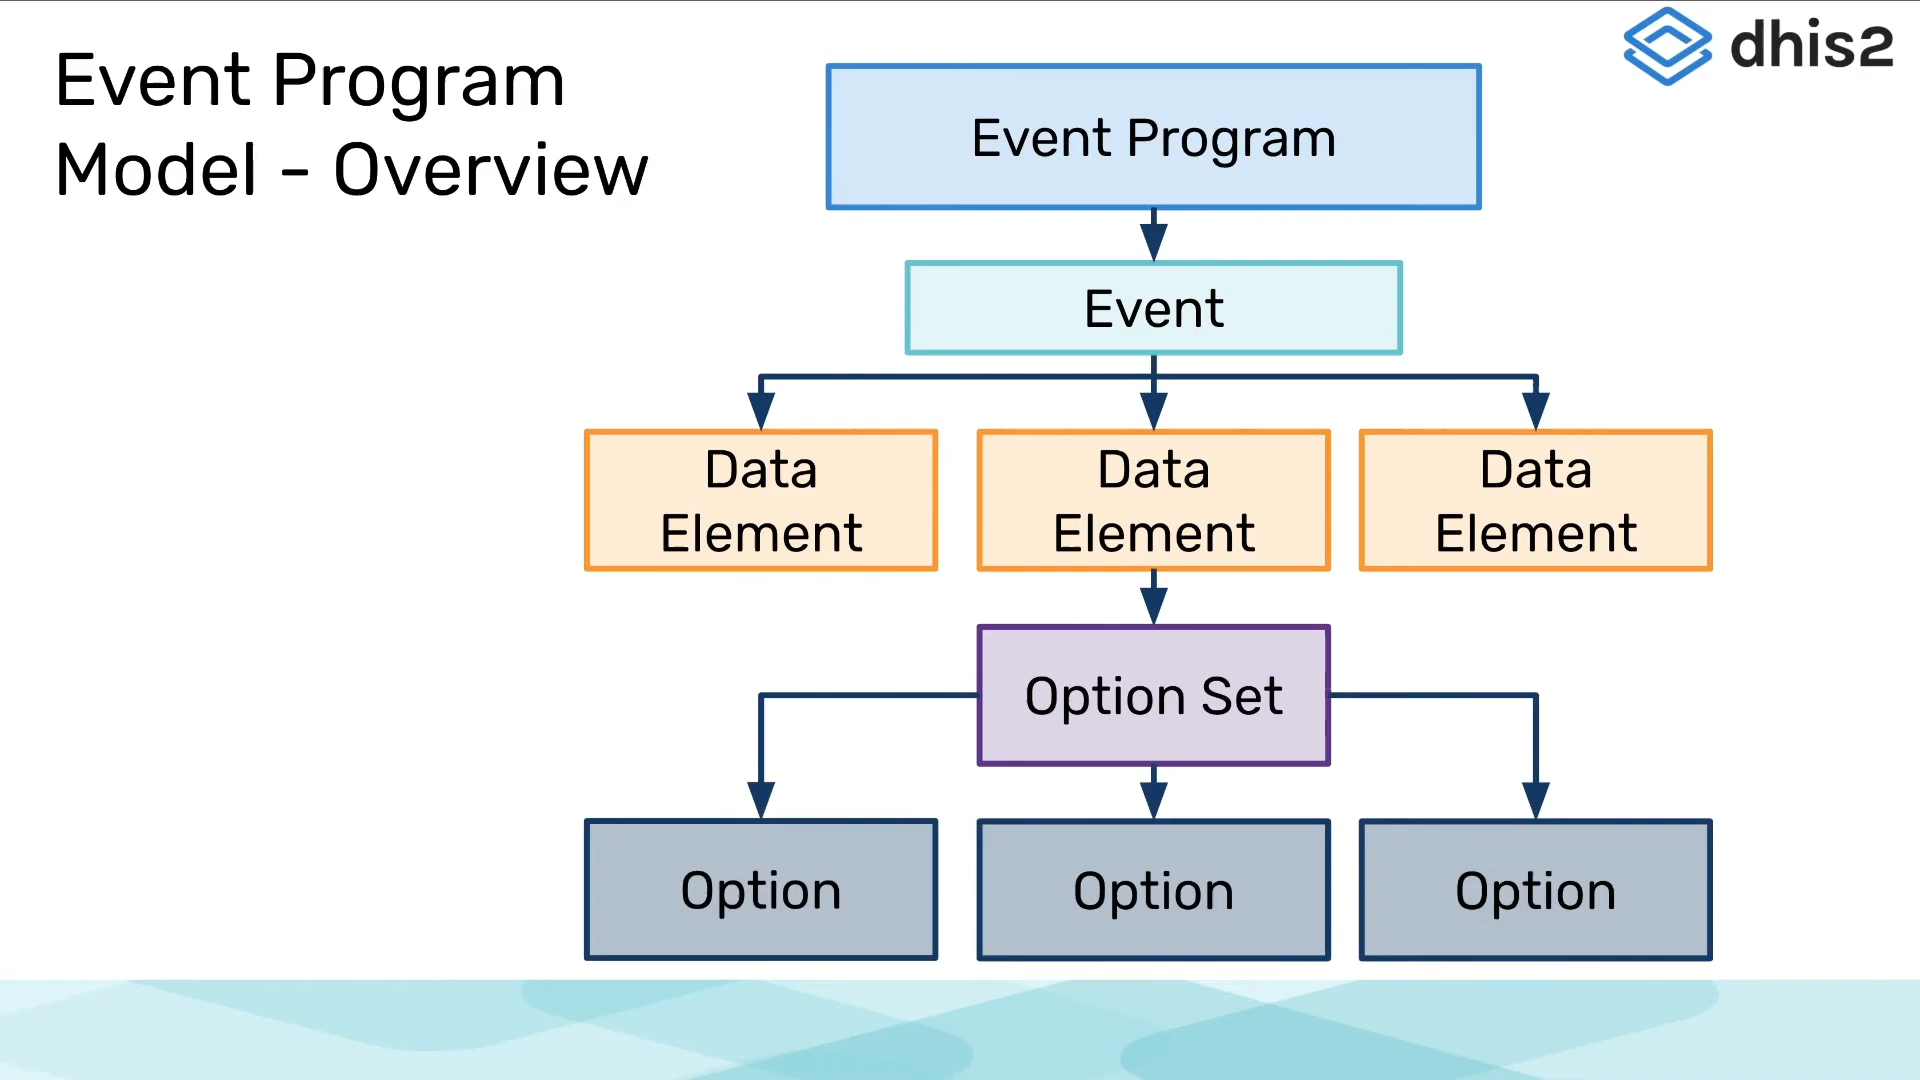 Event Program
Model - Overview
dhis2
Event Program
Event
Data
Element
Data
Element
Data
Element
Option Set
Option
Option
Option